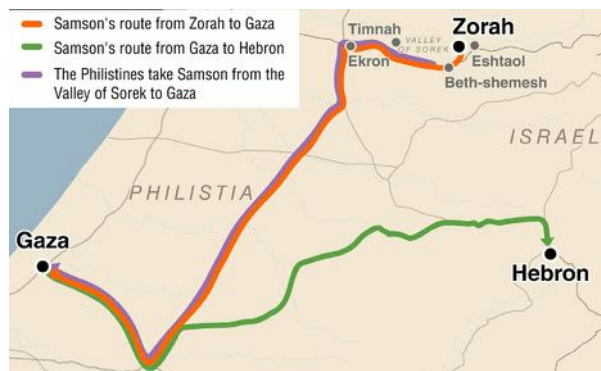 Samson's route from Zorah to Gaza
Samson's route from Gaza to Hebron
The Philistines take Samson from the
Valley of Sorek to Gaza
Timnah
VALLEY
OF SOREK
Zorah
Ekron
Eshtaol
Beth-shemesh
ISRAEL
PHILISTIA
Gaza
Hebron